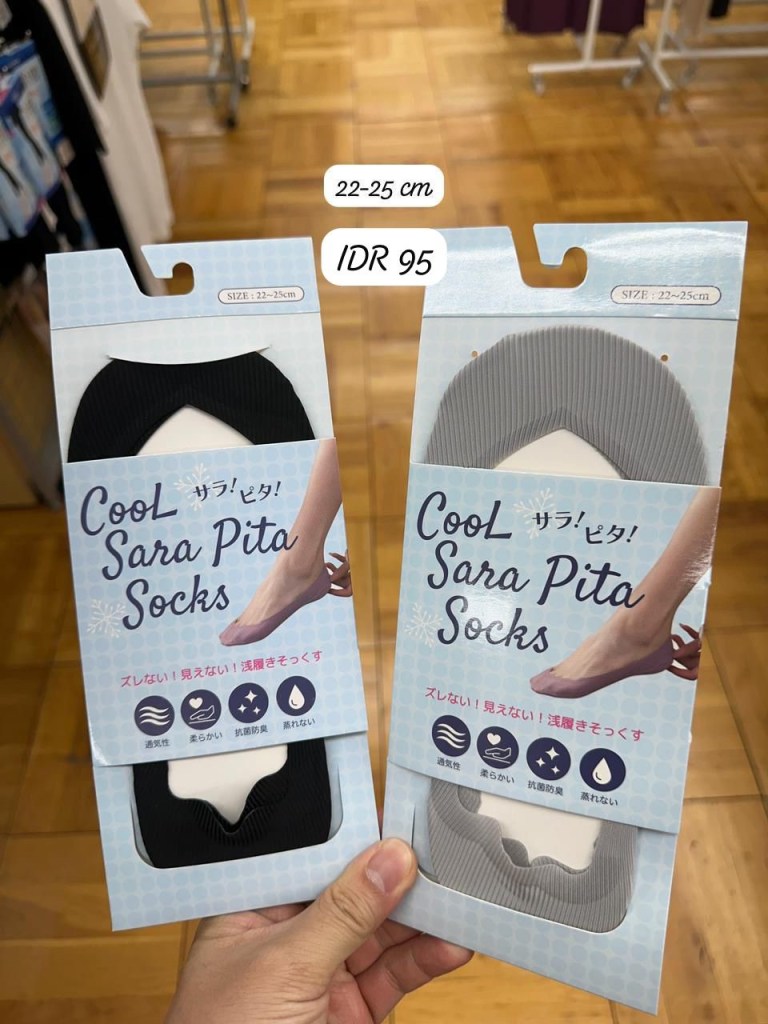 22-25 cm
IDR 95
SIZE : 22~25cm
CooL サラ!ピタ!
Sara Pita
Socks
ズレない!見えない!浅履きそっくす
通気性 柔らかい 抗菌防臭 蒸れない
SIZE : 22~25cm
CooL サラ!ピタ!
Sara Pita
Socks
ズレない!見えない!浅履きそっくす
通気性 柔らかい 抗菌防臭 蒸れない